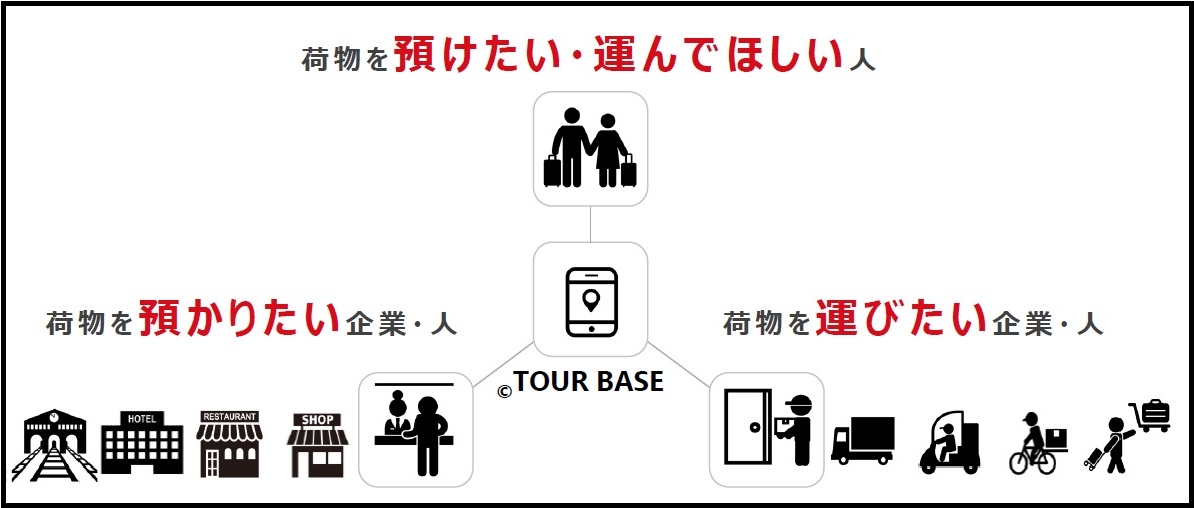 荷物を預けたい・運んでほしい人
荷物を預かりたい企業・人
荷物を運びたい企業・人
©TOUR BASE
HOTEL
RESTAURANT
SHOP